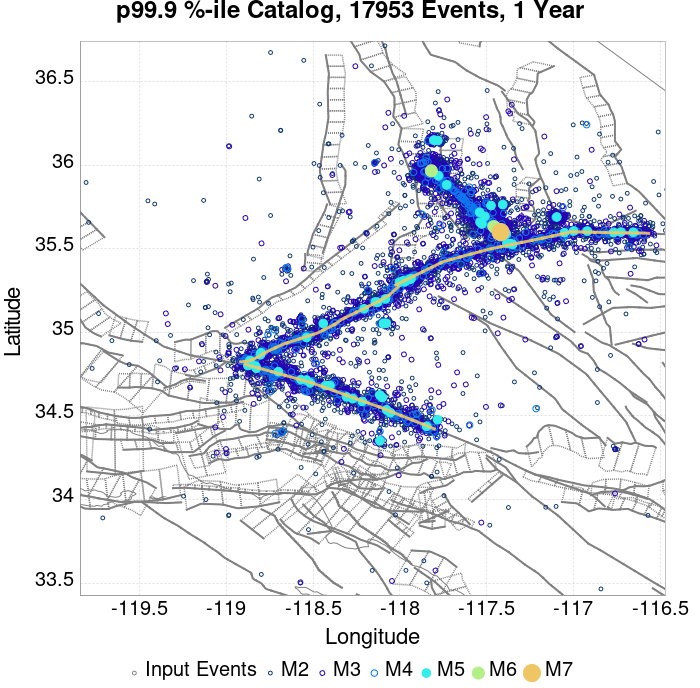 p99.9 %-ile Catalog, 17953 Events, 1 Year
36.5
36
35.5
35
34.5
34
33.5
Latitude
-119.5 -119 -118.5 -118 -117.5 -117 -116.5
Longitude
Input Events M2 M3 M4 M5 M6 M7